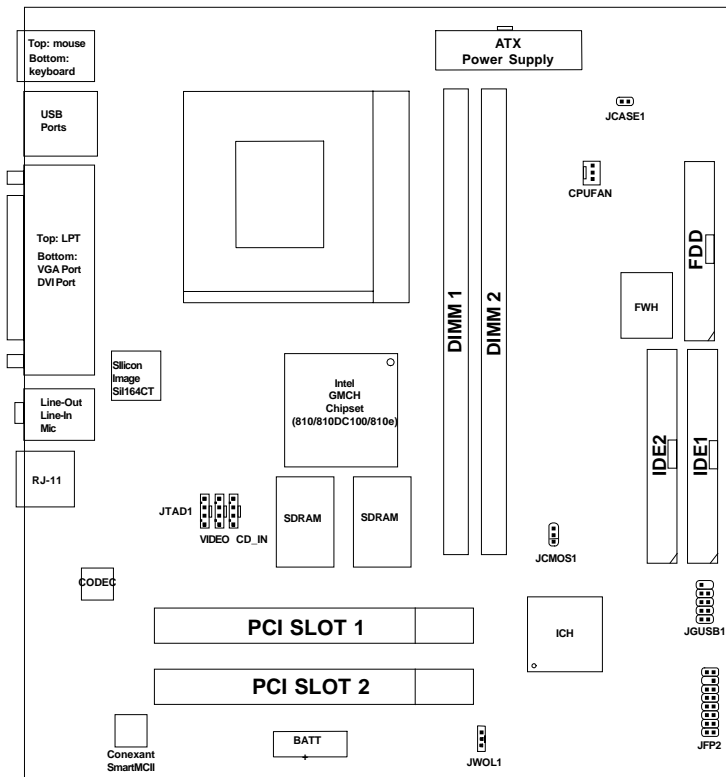 Top: mouse
Bottom:
keyboard
ATX
Power Supply
USB
Ports
JCASE1
CPUFAN
Top: LPT
Bottom:
VGA Port
DVI Port
DIMM 1
DIMM 2
FDD
FWH
SIlicon
Image
SiI164CT
Intel
GMCH
Chipset
(810/810DC100/810e)
Line-Out
Line-In
Mic
IDE2
IDE1
RJ-11
JTAD1
VIDEO
CD_IN
SDRAM
SDRAM
JCMOS1
CODEC
PCI SLOT 1
ICH
JGUSB1
PCI SLOT 2
Conexant
SmartMCII
BATT
+
JWOL1
JFP2